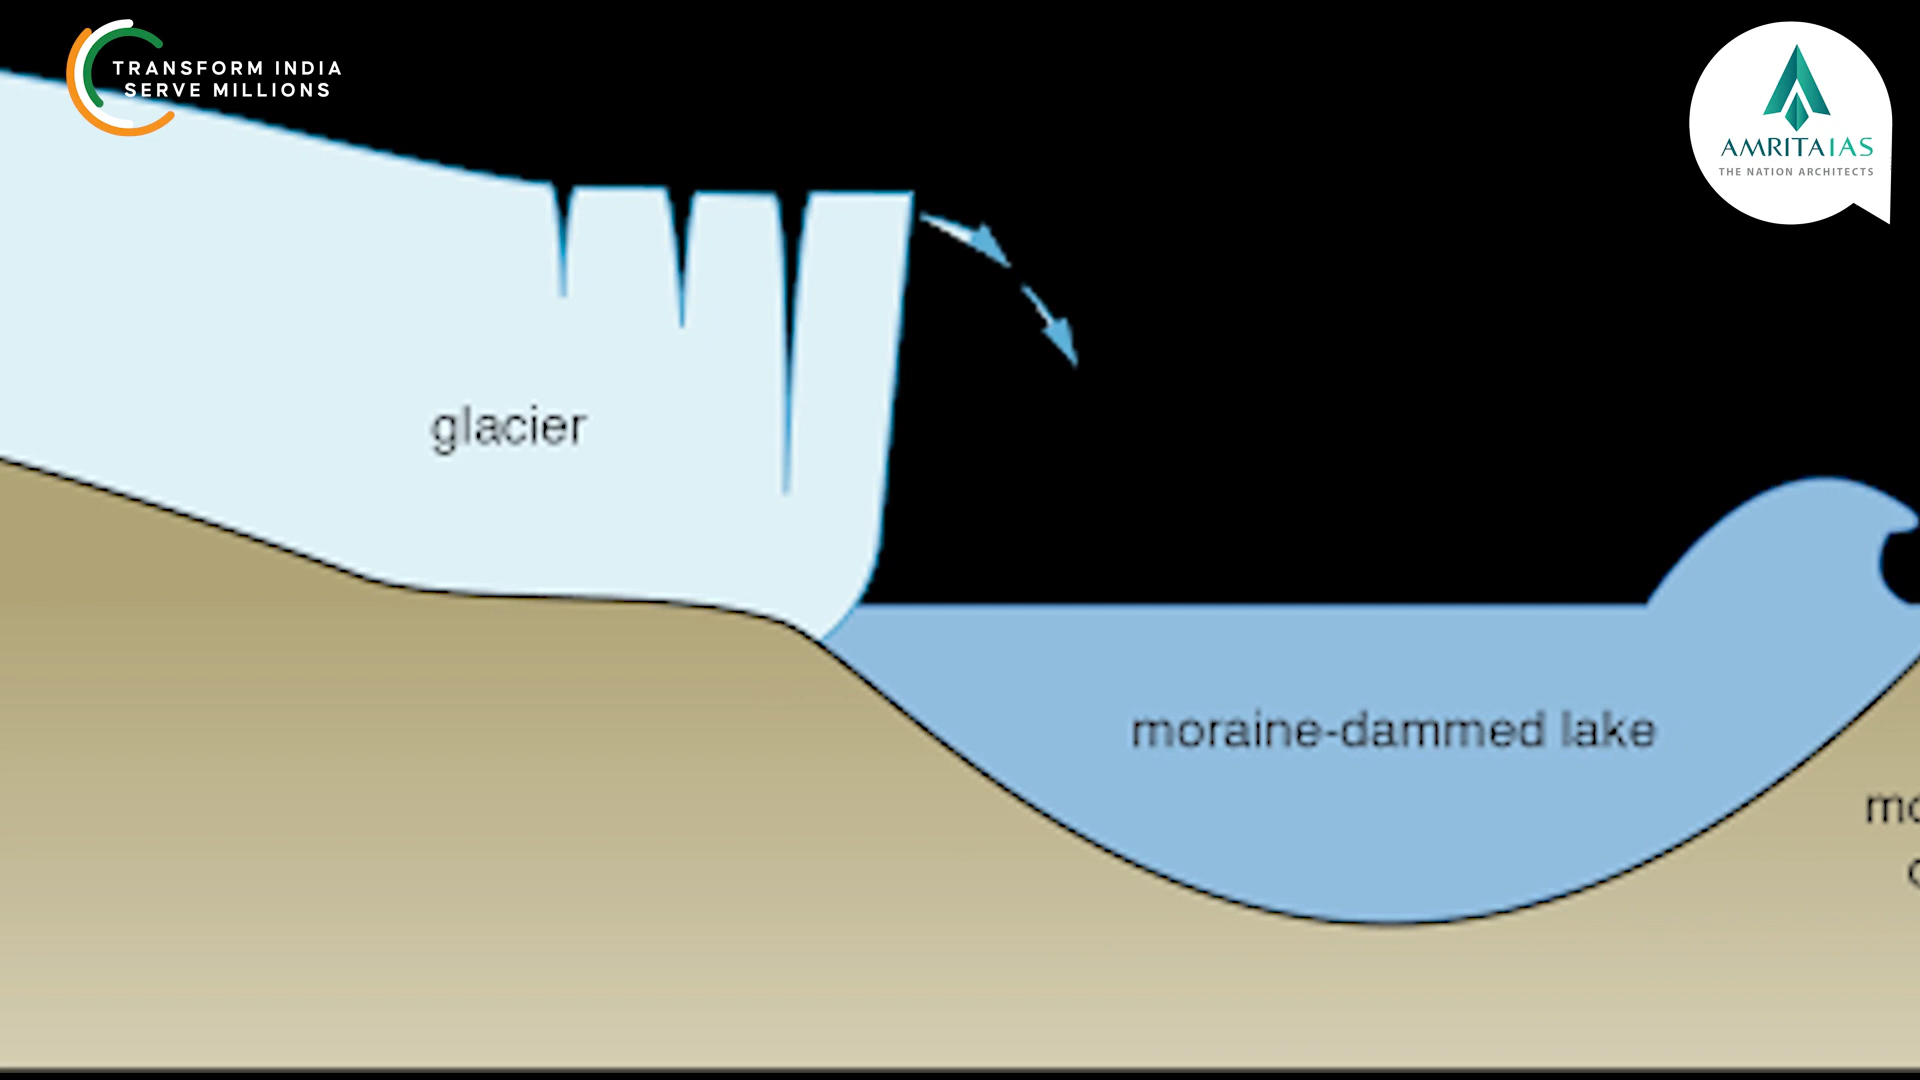 TRANSFORM INDIA
SERVE MILLIONS
AMRITA IAS
THE NATION ARCHITECTS
glacier
moraine-dammed lake